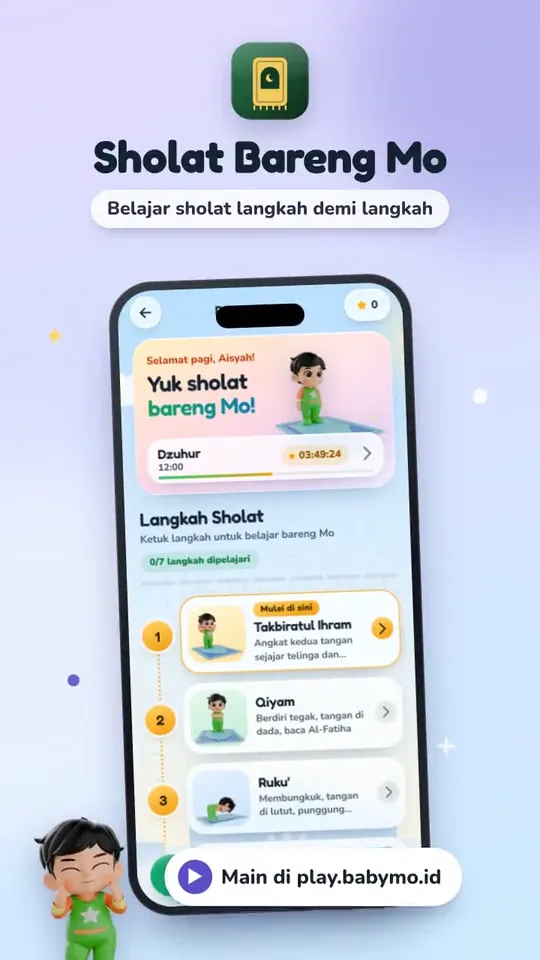 Sholat Bareng Mo
Belajar sholat langkah demi langkah
0
Selamat pagi, Aisyah!
Yuk sholat
bareng Mo!
Dzuhur
12:00
03:49:24
Langkah Sholat
Ketuk langkah untuk belajar bareng Mo
0/7 langkah dipelajari
1
Mulai di sini
Takbiratul Ihram
Angkat kedua tangan
sejajar telinga dan...
2
Qiyam
Berdiri tegak, tangan di
dada, baca Al-Fatiha
3
Ruku'
Membungkuk, tangan
di lutut, punggung...
Main di play.babymo.id